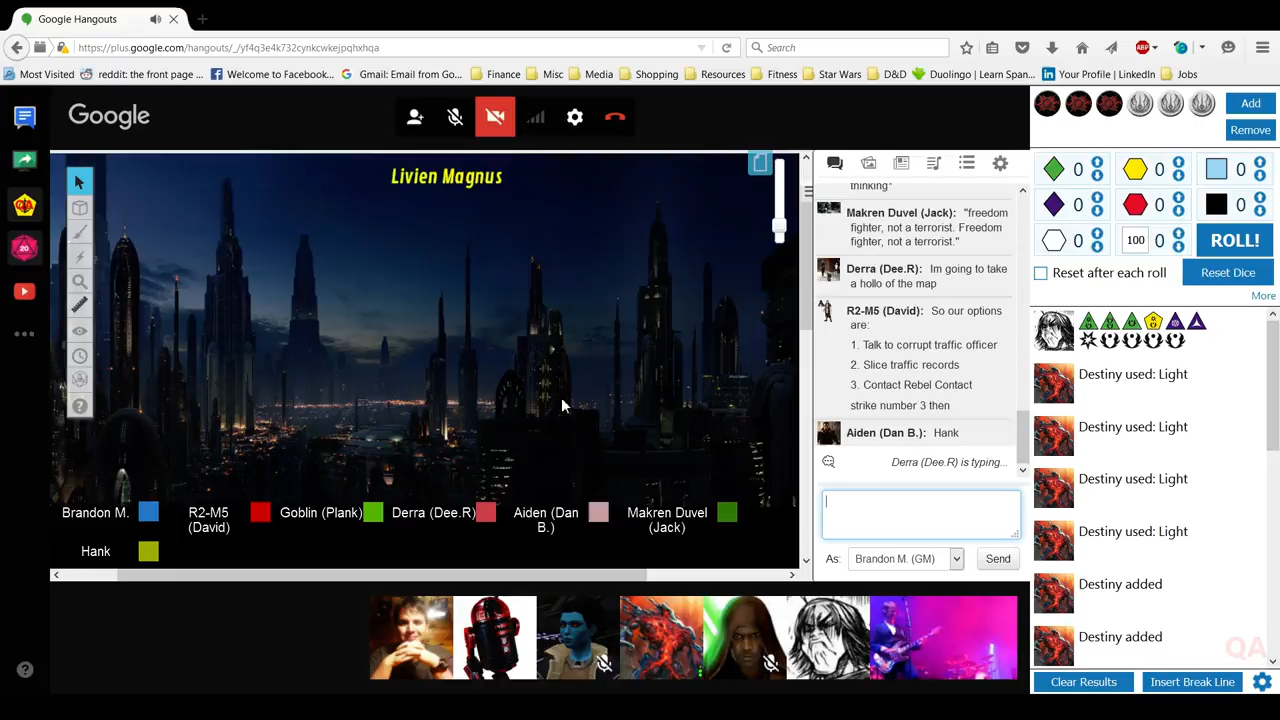 Google Hangouts
https://plus.google.com/hangouts/_/yf4q3e4k732cynkcwkejpqhxhqa
Search
ABP
Most Visited
reddit: the front page ...
Welcome to Facebook...
Gmail: Email from Go...
Finance
Misc
Media
Shopping
Resources
Fitness
Star Wars
D&D
Duolingo | Learn Span...
Your Profile | LinkedIn
Jobs
Google
Livien Magnus
thinking"
Makren Duvel (Jack): "freedom
fighter, not a terrorist. Freedom
fighter, not a terrorist."
Derra (Dee.R): Im going to take
a hollo of the map
R2-M5 (David): So our options
are:
1. Talk to corrupt traffic officer
2. Slice traffic records
3. Contact Rebel Contact
strike number 3 then
Aiden (Dan B.): Hank
Derra (Dee.R) is typing...
As: Brandon M. (GM)
Send
Brandon M.
R2-M5
(David)
Goblin (Plank)
Derra (Dee.R)
Aiden (Dan
B.)
Makren Duvel
(Jack)
Hank
20
Add
Remove
0 0 0
0 0 0
0 100 0
ROLL!
Reset after each roll
Reset Dice
More
Destiny used: Light
Destiny used: Light
Destiny used: Light
Destiny used: Light
Destiny added
Destiny added
QA
Clear Results
Insert Break Line